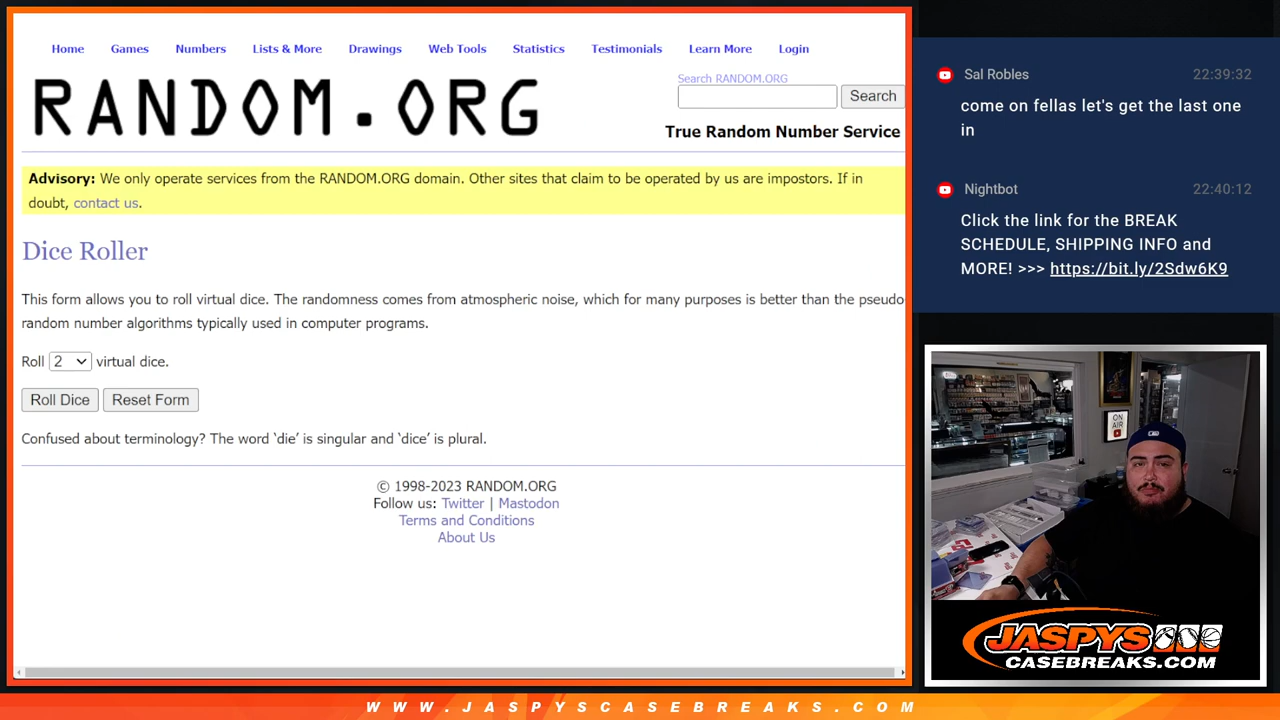 Home Games Numbers Lists & More Drawings Web Tools Statistics Testimonials Learn More Login
RANDOM.ORG
Search RANDOM.ORG
Search
True Random Number Service
Advisory: We only operate services from the RANDOM.ORG domain. Other sites that claim to be operated by us are impostors. If in
doubt, contact us.
Dice Roller
This form allows you to roll virtual dice. The randomness comes from atmospheric noise, which for many purposes is better than the pseudo
random number algorithms typically used in computer programs.
Roll 2 virtual dice.
Roll Dice Reset Form
Confused about terminology? The word ‘die’ is singular and ‘dice’ is plural.
© 1998-2023 RANDOM.ORG
Follow us: Twitter | Mastodon
Terms and Conditions
About Us
Sal Robles 22:39:32
come on fellas let's get the last one
in
Nightbot 22:40:12
Click the link for the BREAK
SCHEDULE, SHIPPING INFO and
MORE! >>> https://bit.ly/2Sdw6K9
ON
AIR
JASPYS
CASEBREAKS.COM
WWW.JASPYSCASEBREAKS.COM